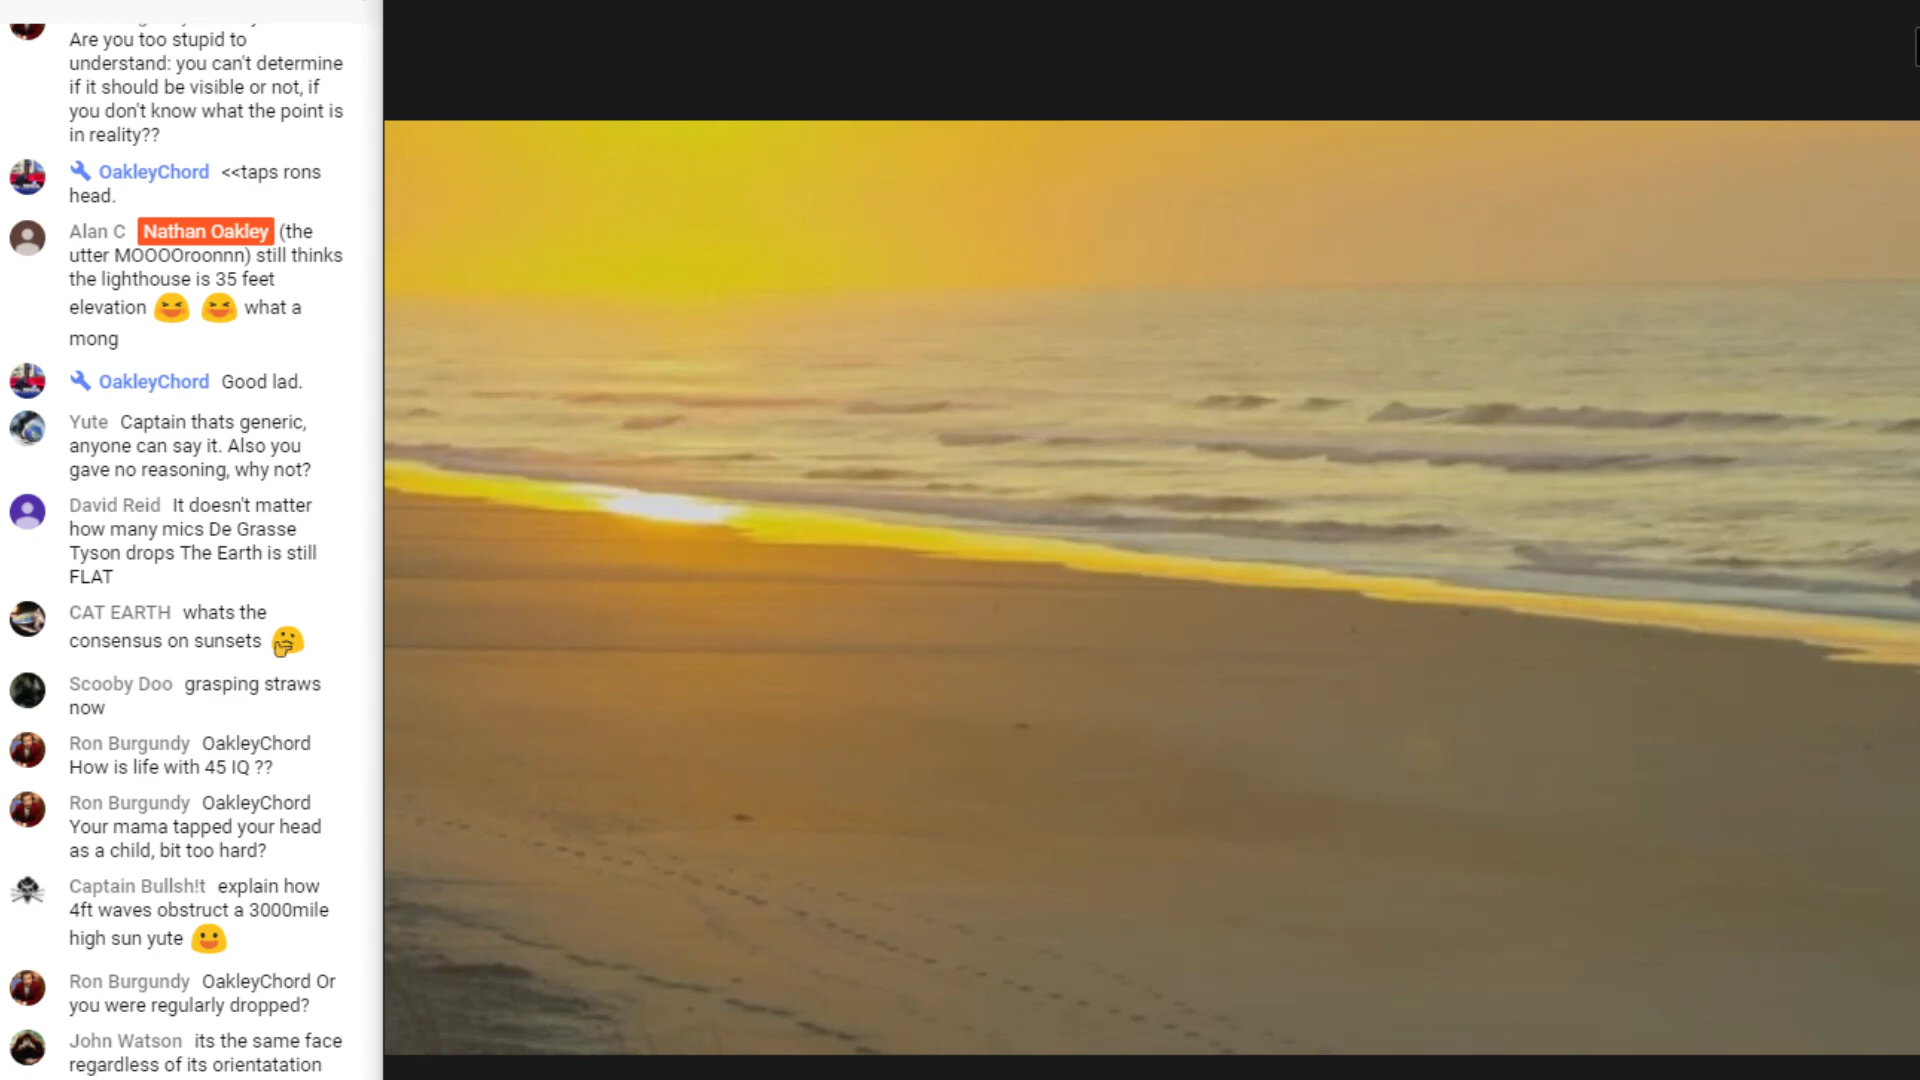 Are you too stupid to
understand: you can't determine
if it should be visible or not, if
you don't know what the point is
in reality??
OakleyChord <<taps rons
head.
Alan C Nathan Oakley (the
utter MOOOOroonnn) still thinks
the lighthouse is 35 feet
elevation 😆 😆 what a
mong
OakleyChord Good lad.
Yute Captain thats generic,
anyone can say it. Also you
gave no reasoning, why not?
David Reid It doesn't matter
how many mics De Grasse
Tyson drops The Earth is still
FLAT
CAT EARTH whats the
consensus on sunsets 🤔
Scooby Doo grasping straws
now
Ron Burgundy OakleyChord
How is life with 45 IQ ??
Ron Burgundy OakleyChord
Your mama tapped your head
as a child, bit too hard?
Captain Bullsh!t explain how
4ft waves obstruct a 3000mile
high sun yute 😃
Ron Burgundy OakleyChord Or
you were regularly dropped?
John Watson its the same face
regardless of its orientatation